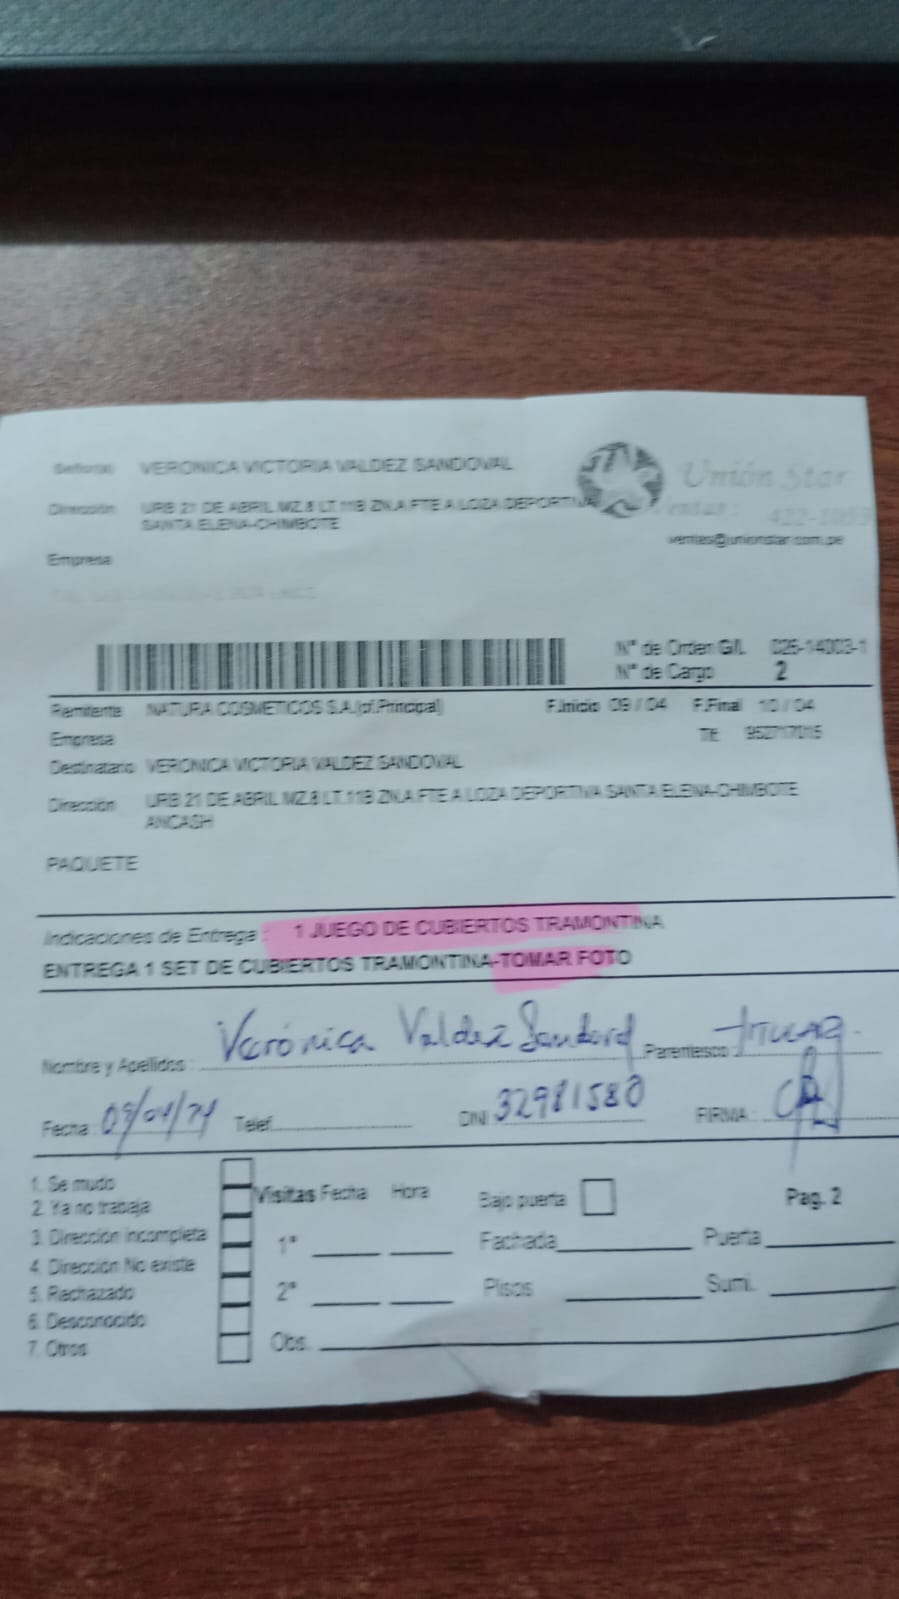 Señor(a) VERONICA VICTORIA VALDEZ SANDOVAL
Unión Star
Dirección URB 21 DE ABRIL MZ.8 LT.11B ZN.A FTE A LOZA DEPORTIVA
SANTA ELENA-CHIMBOTE
Ventas:
ventas@unionstar.com.pe
Empresa
N° de Orden G/L 026-14003-1
N° de Cargo 2
Remitente NATURA COSMETICOS S.A.(of.Principal) F.Inicio 09 / 04 F.Final 10 / 04
Empresa Tlf. 952717015
Destinatario VERONICA VICTORIA VALDEZ SANDOVAL
Dirección URB 21 DE ABRIL MZ.8 LT.11B ZN.A FTE A LOZA DEPORTIVA SANTA ELENA-CHIMBOTE
ANCASH
PAQUETE
Indicaciones de Entrega : 1 JUEGO DE CUBIERTOS TRAMONTINA
ENTREGA 1 SET DE CUBIERTOS TRAMONTINA-TOMAR FOTO
Nombre y Apellidos : Verónica Valdez Sandoval Parentesco TITULAR.
Fecha : 09/04/ Telef. DNI 32981580 FIRMA :
1. Se mudo
2. Ya no trabaja
3. Dirección incompleta
4. Dirección No existe
5. Rechazado
6. Desconocido
7. Otros
Visitas Fecha Hora Bajo puerta Pag. 2
1° Fachada Puerta
2° Pisos Sumi.
Obs.